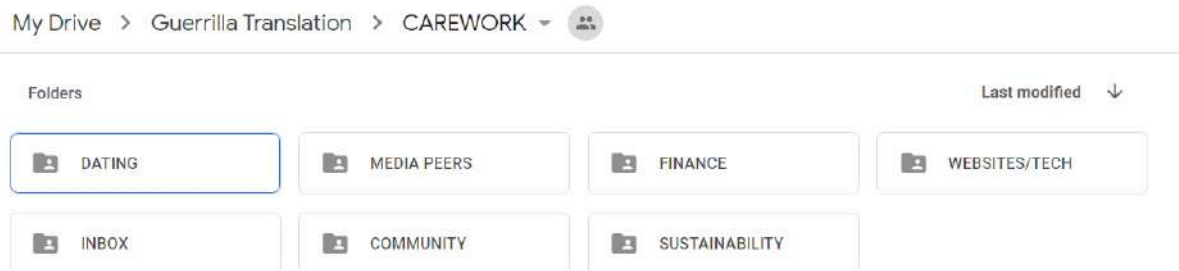 My Drive > Guerrilla Translation > CAREWORK
Folders Last modified
DATING MEDIA PEERS FINANCE WEBSITES/TECH
INBOX COMMUNITY SUSTAINABILITY